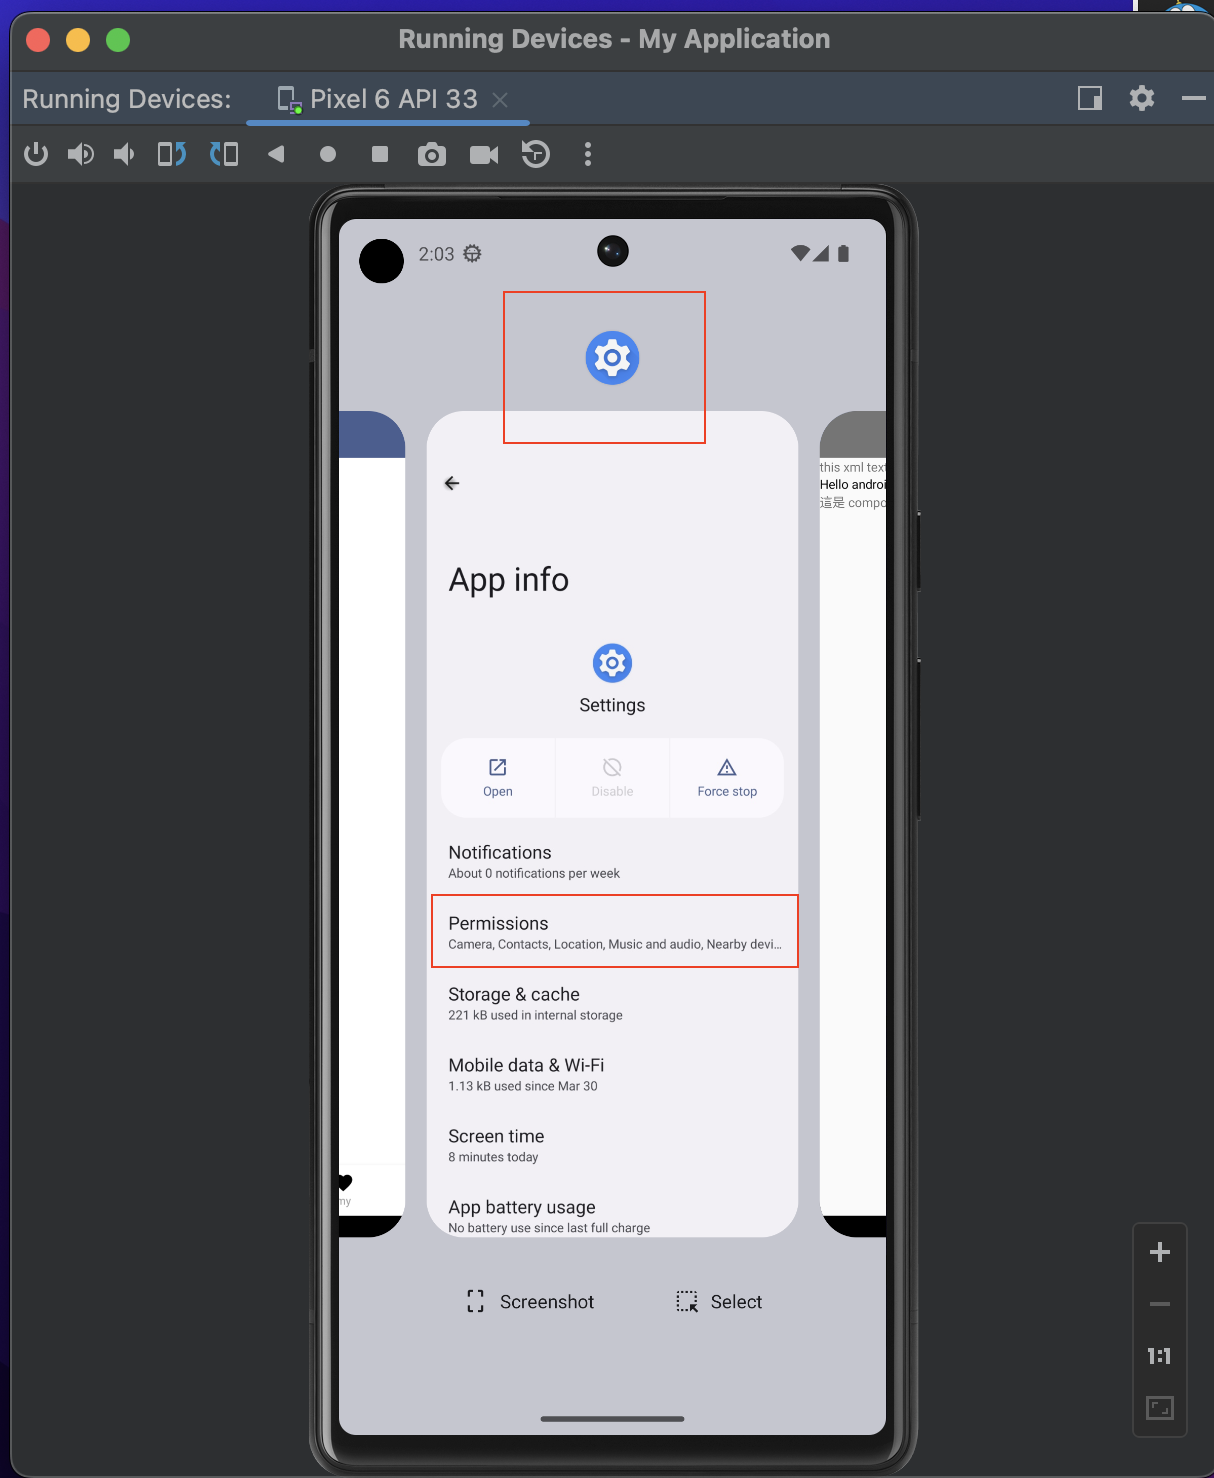 Running Devices - My Application
Running Devices:
Pixel 6 API 33
2:03
this xml text
Hello androi
這是 compo
App info
Settings
Open
Disable
Force stop
Notifications
About 0 notifications per week
Permissions
Camera, Contacts, Location, Music and audio, Nearby devi...
Storage & cache
221 kB used in internal storage
Mobile data & Wi-Fi
1.13 kB used since Mar 30
Screen time
8 minutes today
my
App battery usage
No battery use since last full charge
Screenshot
Select
1:1